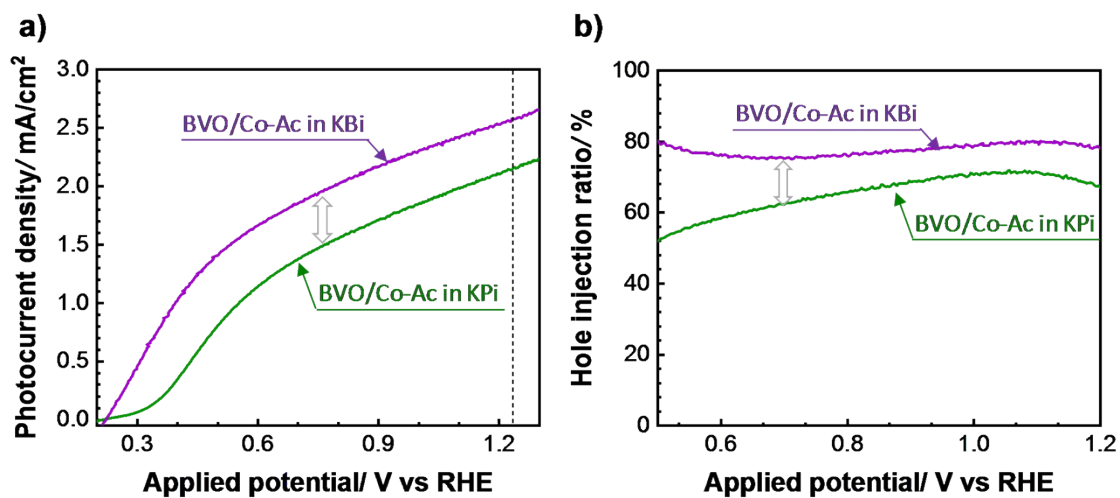 a)
Photocurrent density/ mA/cm²
3.0
2.5
2.0
1.5
1.0
0.5
0.0
BVO/Co-Ac in KBi
BVO/Co-Ac in KPi
0.3
0.6
0.9
1.2
Applied potential/ V vs RHE
b)
Hole injection ratio/ %
100
80
60
40
20
0
BVO/Co-Ac in KBi
BVO/Co-Ac in KPi
0.6
0.8
1.0
1.2
Applied potential/ V vs RHE